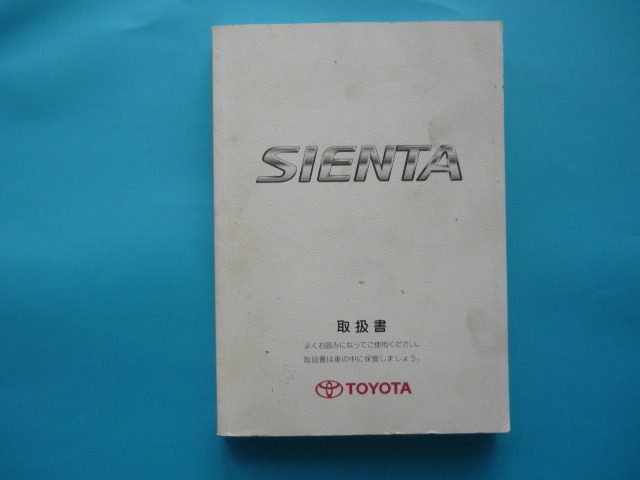 SIENTA
取扱書
よくお読みになってご使用ください。
取扱書は車の中に保管しましょう。
TOYOTA